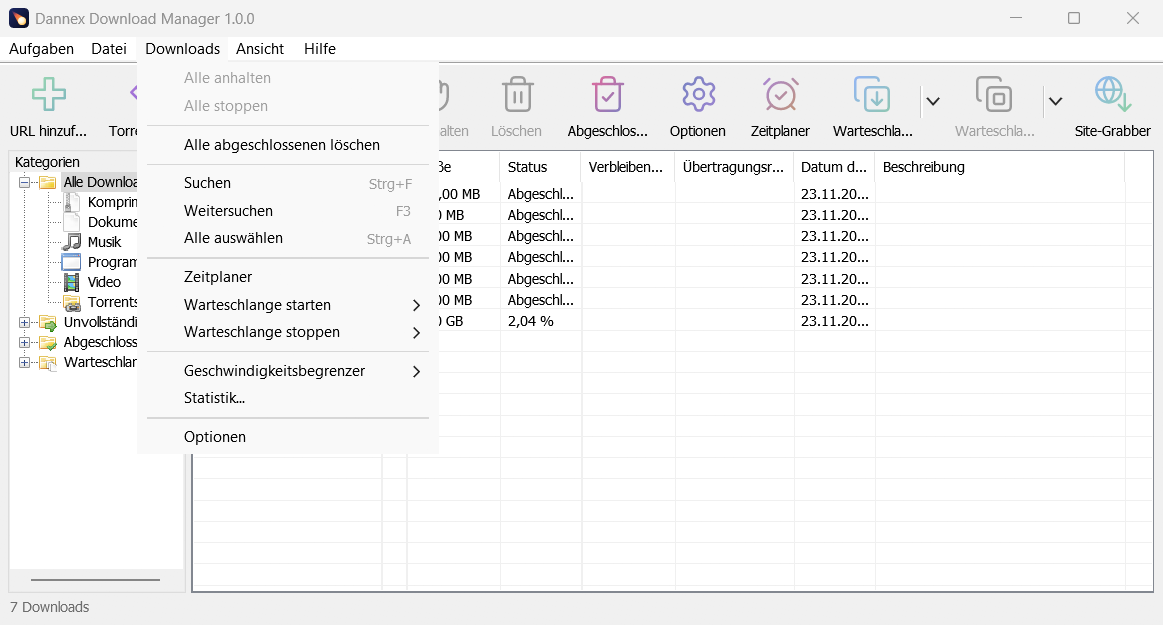 Dannex Download Manager 1.0.0
Aufgaben Datei Downloads Ansicht Hilfe
Alle anhalten
Alle stoppen
Alle abgeschlossenen löschen
Suchen Strg+F
Weitersuchen F3
Alle auswählen Strg+A
Zeitplaner
Warteschlange starten
Warteschlange stoppen
Geschwindigkeitsbegrenzer
Statistik...
Optionen
URL hinzuf... Torre alten Löschen Abgeschlos... Optionen Zeitplaner Warteschla... Warteschla... Site-Grabber
Kategorien
Alle Downloa
Komprim
Dokume
Musik
Program
Video
Torrents
Unvollständi
Abgeschloss
Warteschlan
ße Status Verbleiben... Übertragungsr... Datum d... Beschreibung
,00 MB Abgeschl... 23.11.20...
0 MB Abgeschl... 23.11.20...
00 MB Abgeschl... 23.11.20...
00 MB Abgeschl... 23.11.20...
00 MB Abgeschl... 23.11.20...
00 MB Abgeschl... 23.11.20...
0 GB 2,04 % 23.11.20...
7 Downloads